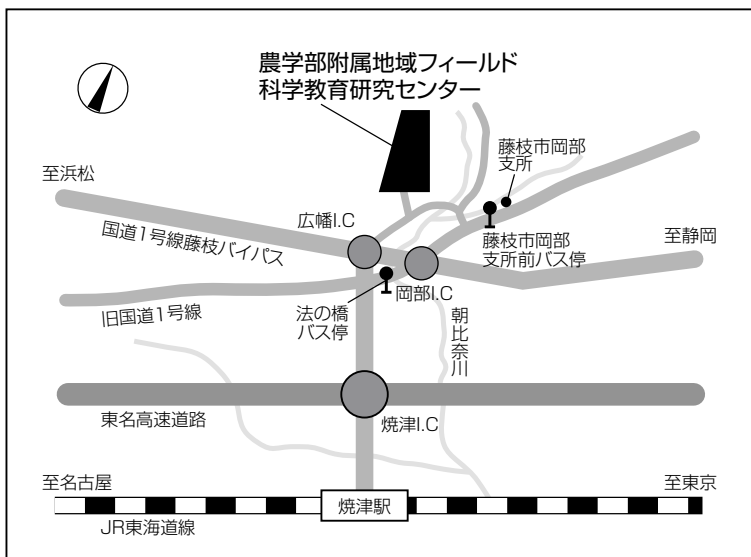 農学部附属地域フィールド
科学教育研究センター
藤枝市岡部
支所
至浜松
広幡I.C
国道1号線藤枝バイパス
藤枝市岡部
支所前バス停
至静岡
岡部I.C
旧国道1号線
法の橋
バス停
朝比奈川
東名高速道路
焼津I.C
至名古屋
至東京
焼津駅
JR東海道線